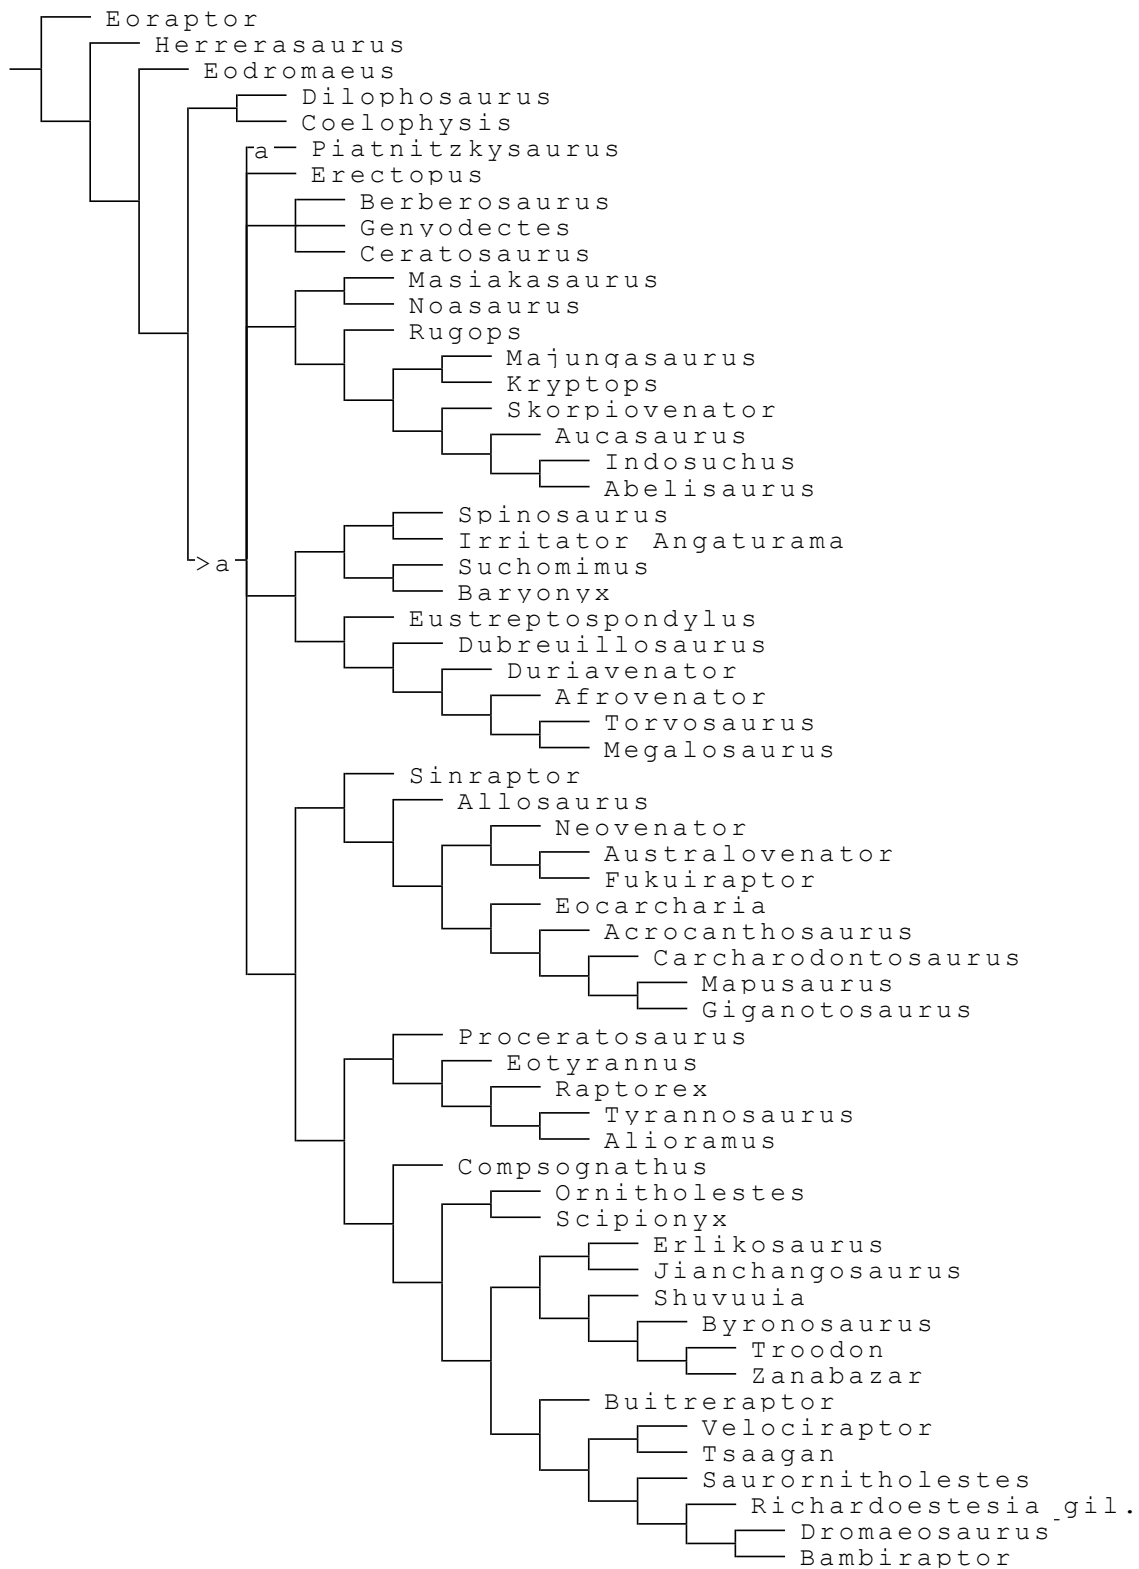 Eoraptor
Herrerasaurus
Eodromaeus
Dilophosaurus
Coelophysis
a Piatnitzkysaurus
Erectopus
Berberosaurus
Genyodectes
Ceratosaurus
Masiakasaurus
Noasaurus
Rugops
Majungasaurus
Kryptops
Skorpiovenator
Aucasaurus
Indosuchus
Abelisaurus
Spinosaurus
Irritator Angaturama
>a
Suchomimus
Baryonyx
Eustreptospondylus
Dubreuillosaurus
Duriavenator
Afrovenator
Torvosaurus
Megalosaurus
Sinraptor
Allosaurus
Neovenator
Australovenator
Fukuiraptor
Eocarcharia
Acrocanthosaurus
Carcharodontosaurus
Mapusaurus
Giganotosaurus
Proceratosaurus
Eotyrannus
Raptorex
Tyrannosaurus
Alioramus
Compsognathus
Ornitholestes
Scipionyx
Erlikosaurus
Jianchangosaurus
Shuvuuia
Byronosaurus
Troodon
Zanabazar
Buitreraptor
Velociraptor
Tsaagan
Saurornitholestes
Richardoestesia_gil.
Dromaeosaurus
Bambiraptor